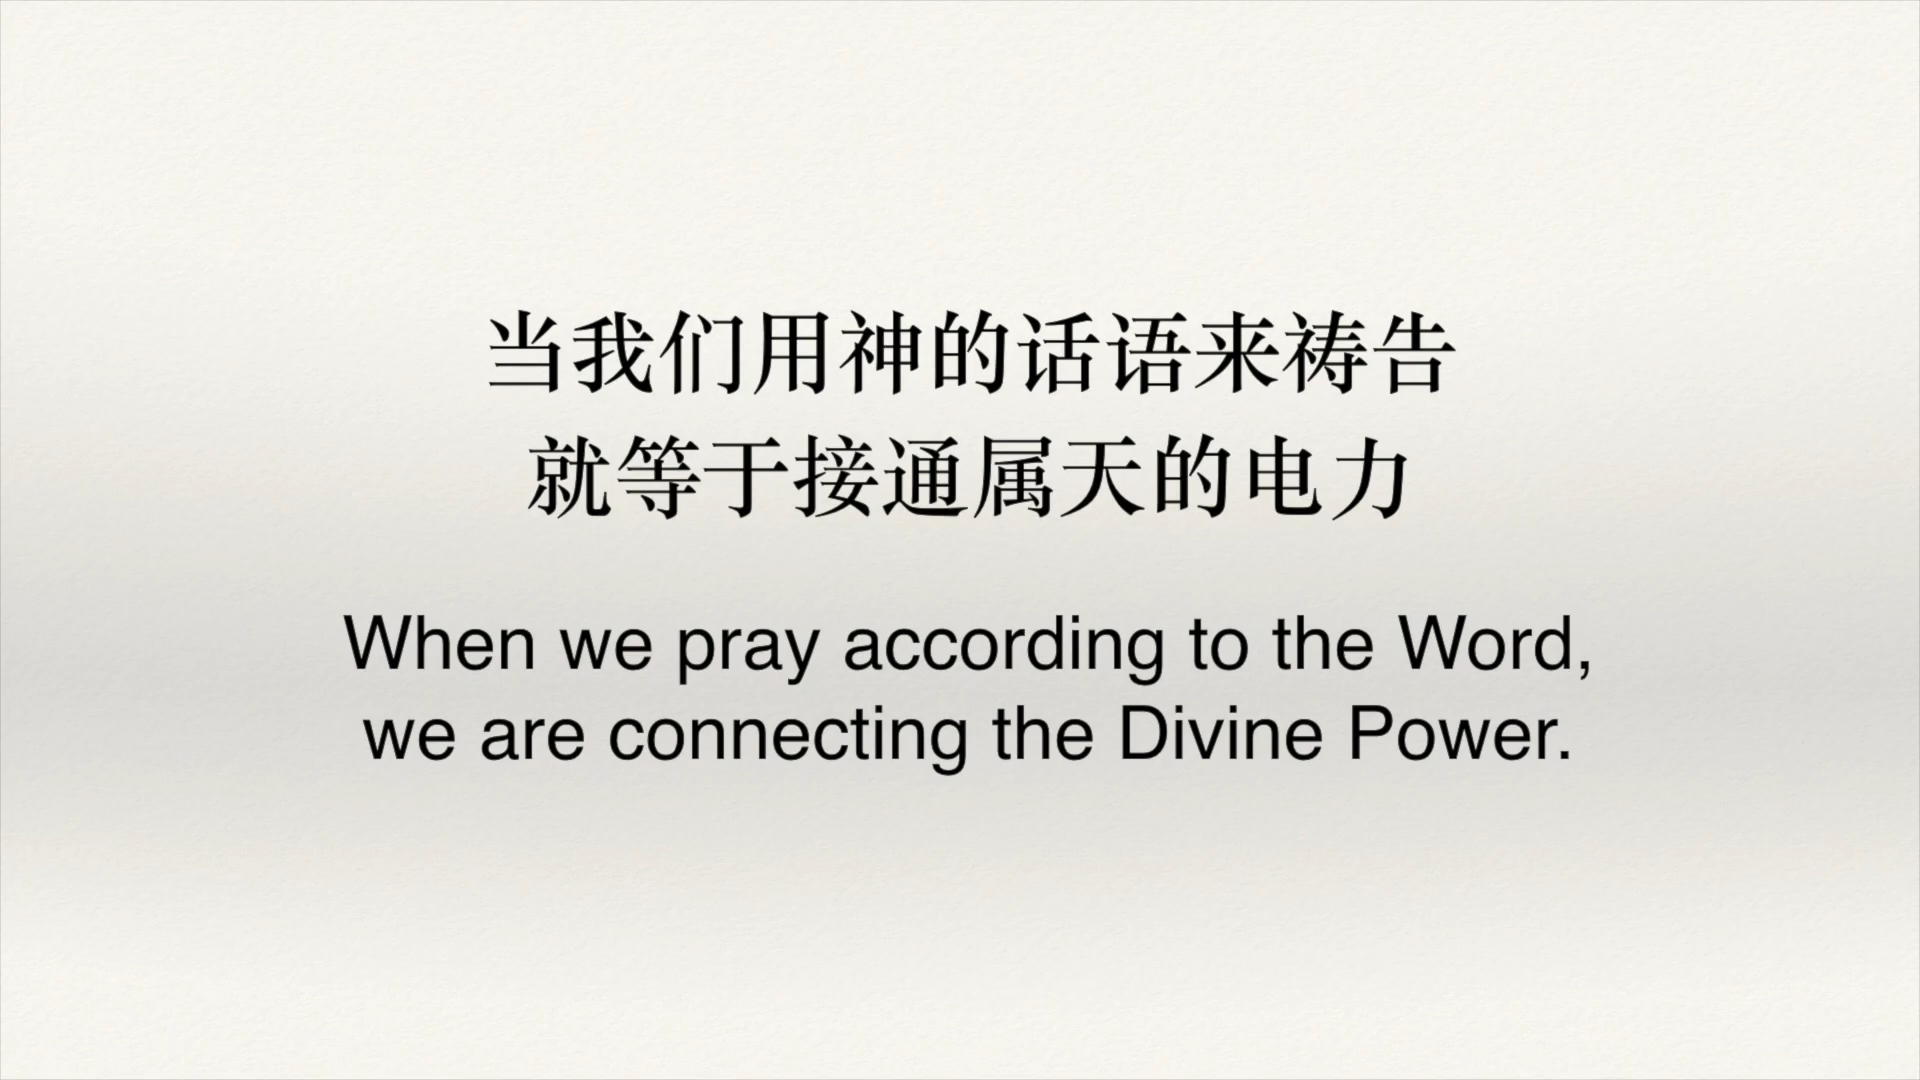 当我们用神的话语来祷告
就等于接通属天的电力
When we pray according to the Word,
we are connecting the Divine Power.